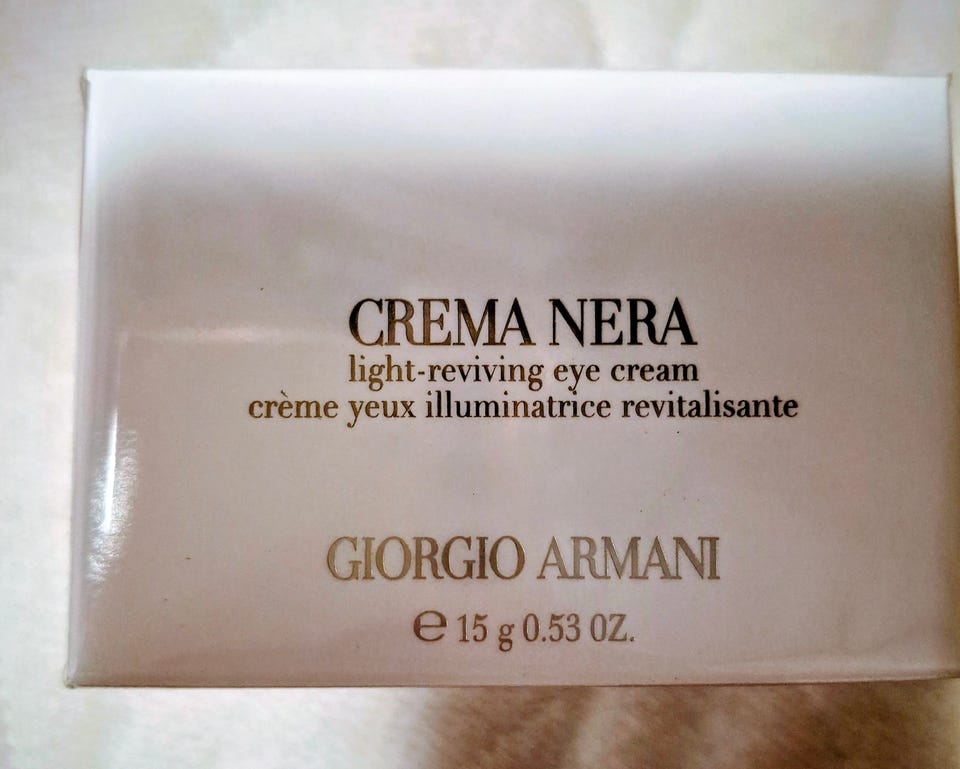 CREMA NERA
light-reviving eye cream
crème yeux illuminatrice revitalisante
GIORGIO ARMANI
℮ 15 g 0.53 OZ.